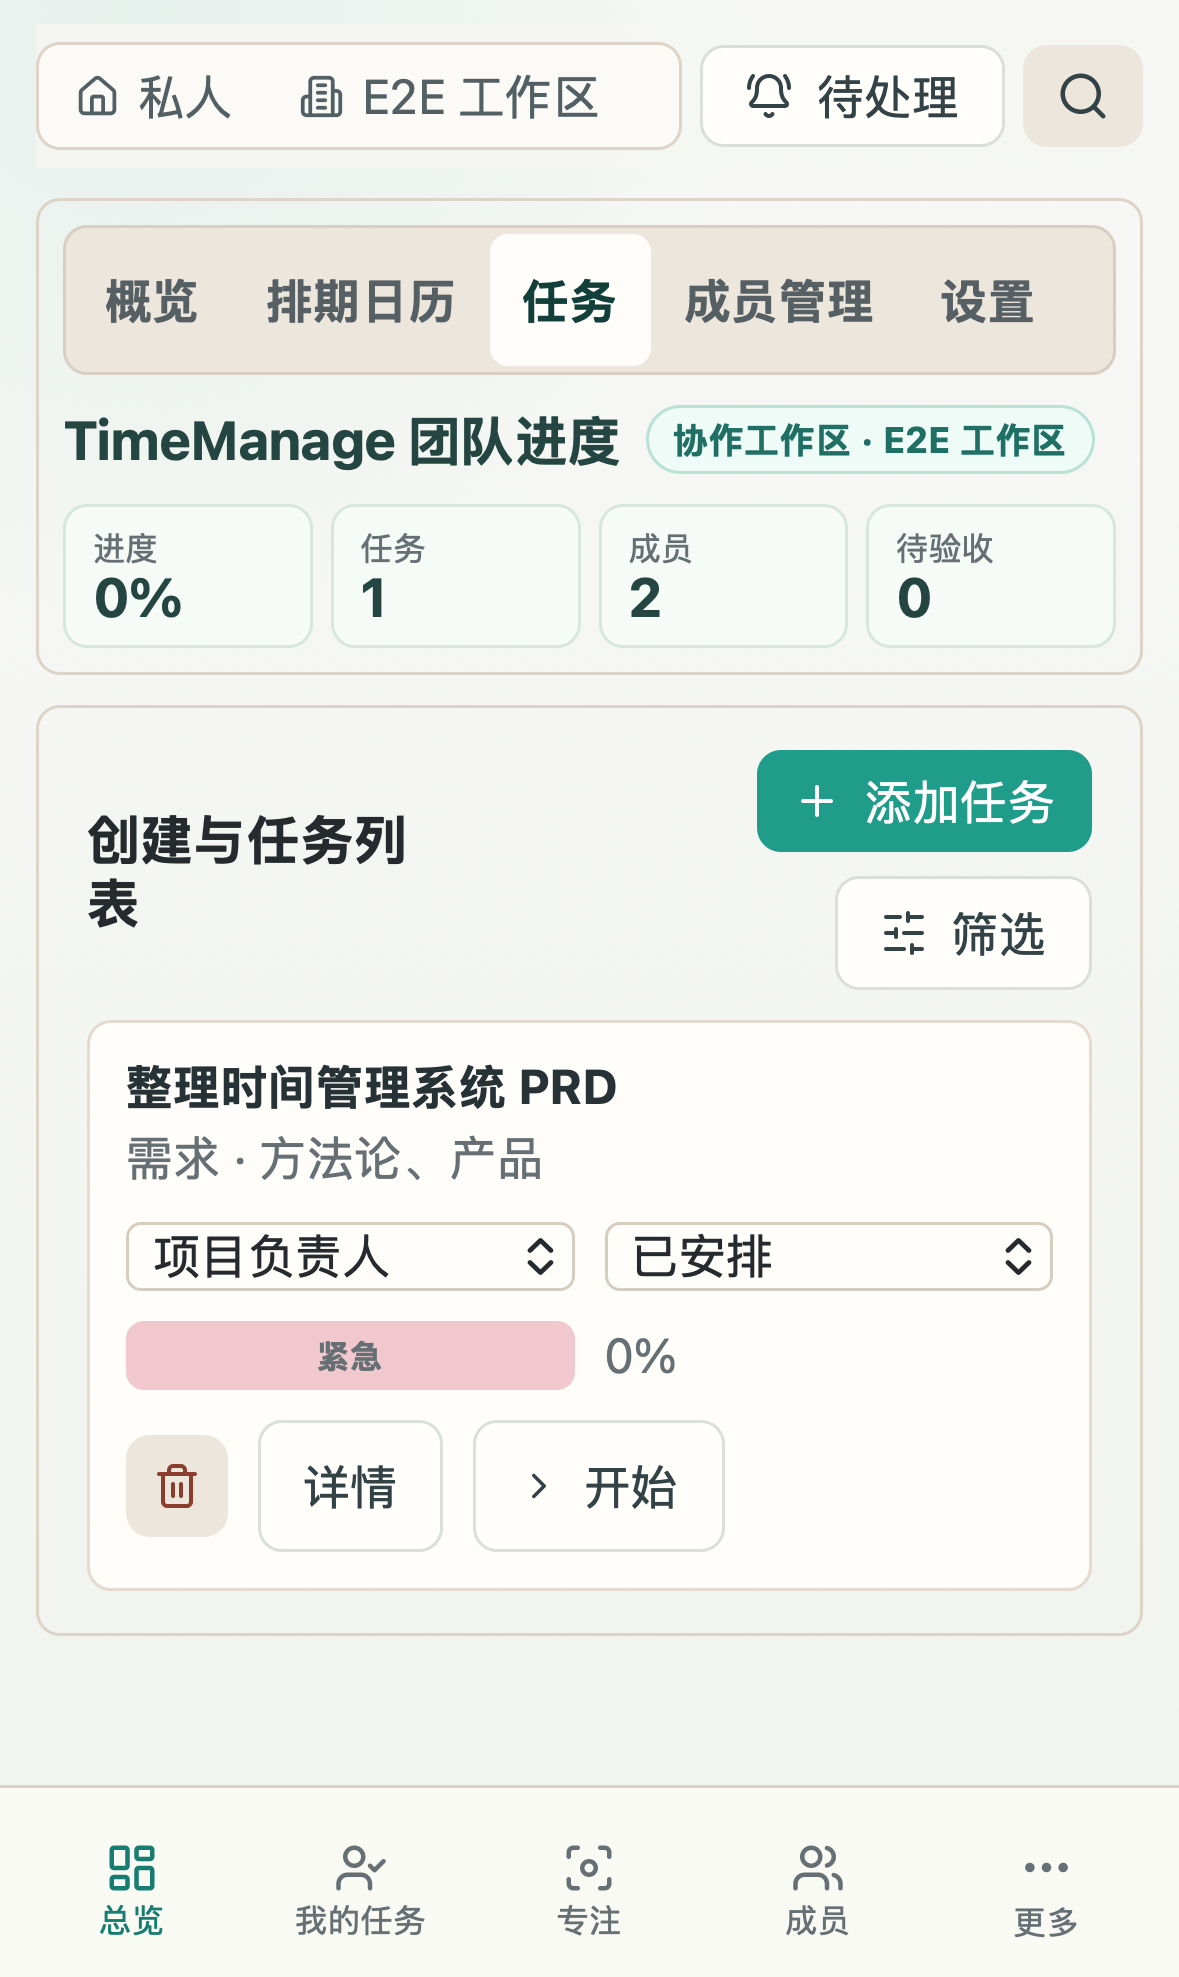 私人 E2E 工作区 待处理
概览 排期日历 任务 成员管理 设置
TimeManage 团队进度 协作工作区 · E2E 工作区
进度 任务 成员 待验收
0% 1 2 0
添加任务
创建与任务列
表
筛选
整理时间管理系统 PRD
需求 · 方法论、产品
项目负责人 已安排
紧急 0%
详情 开始
总览 我的任务 专注 成员 更多